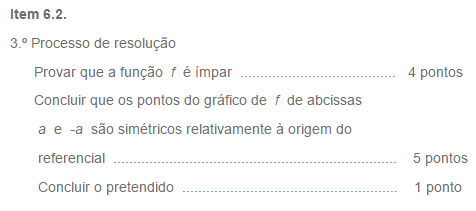 Item 6.2.
3.º Processo de resolução
Provar que a função f é ímpar ........................................ 4 pontos
Concluir que os pontos do gráfico de f de abcissas
a e -a são simétricos relativamente à origem do
referencial ........................................................................ 5 pontos
Concluir o pretendido ...................................................... 1 ponto